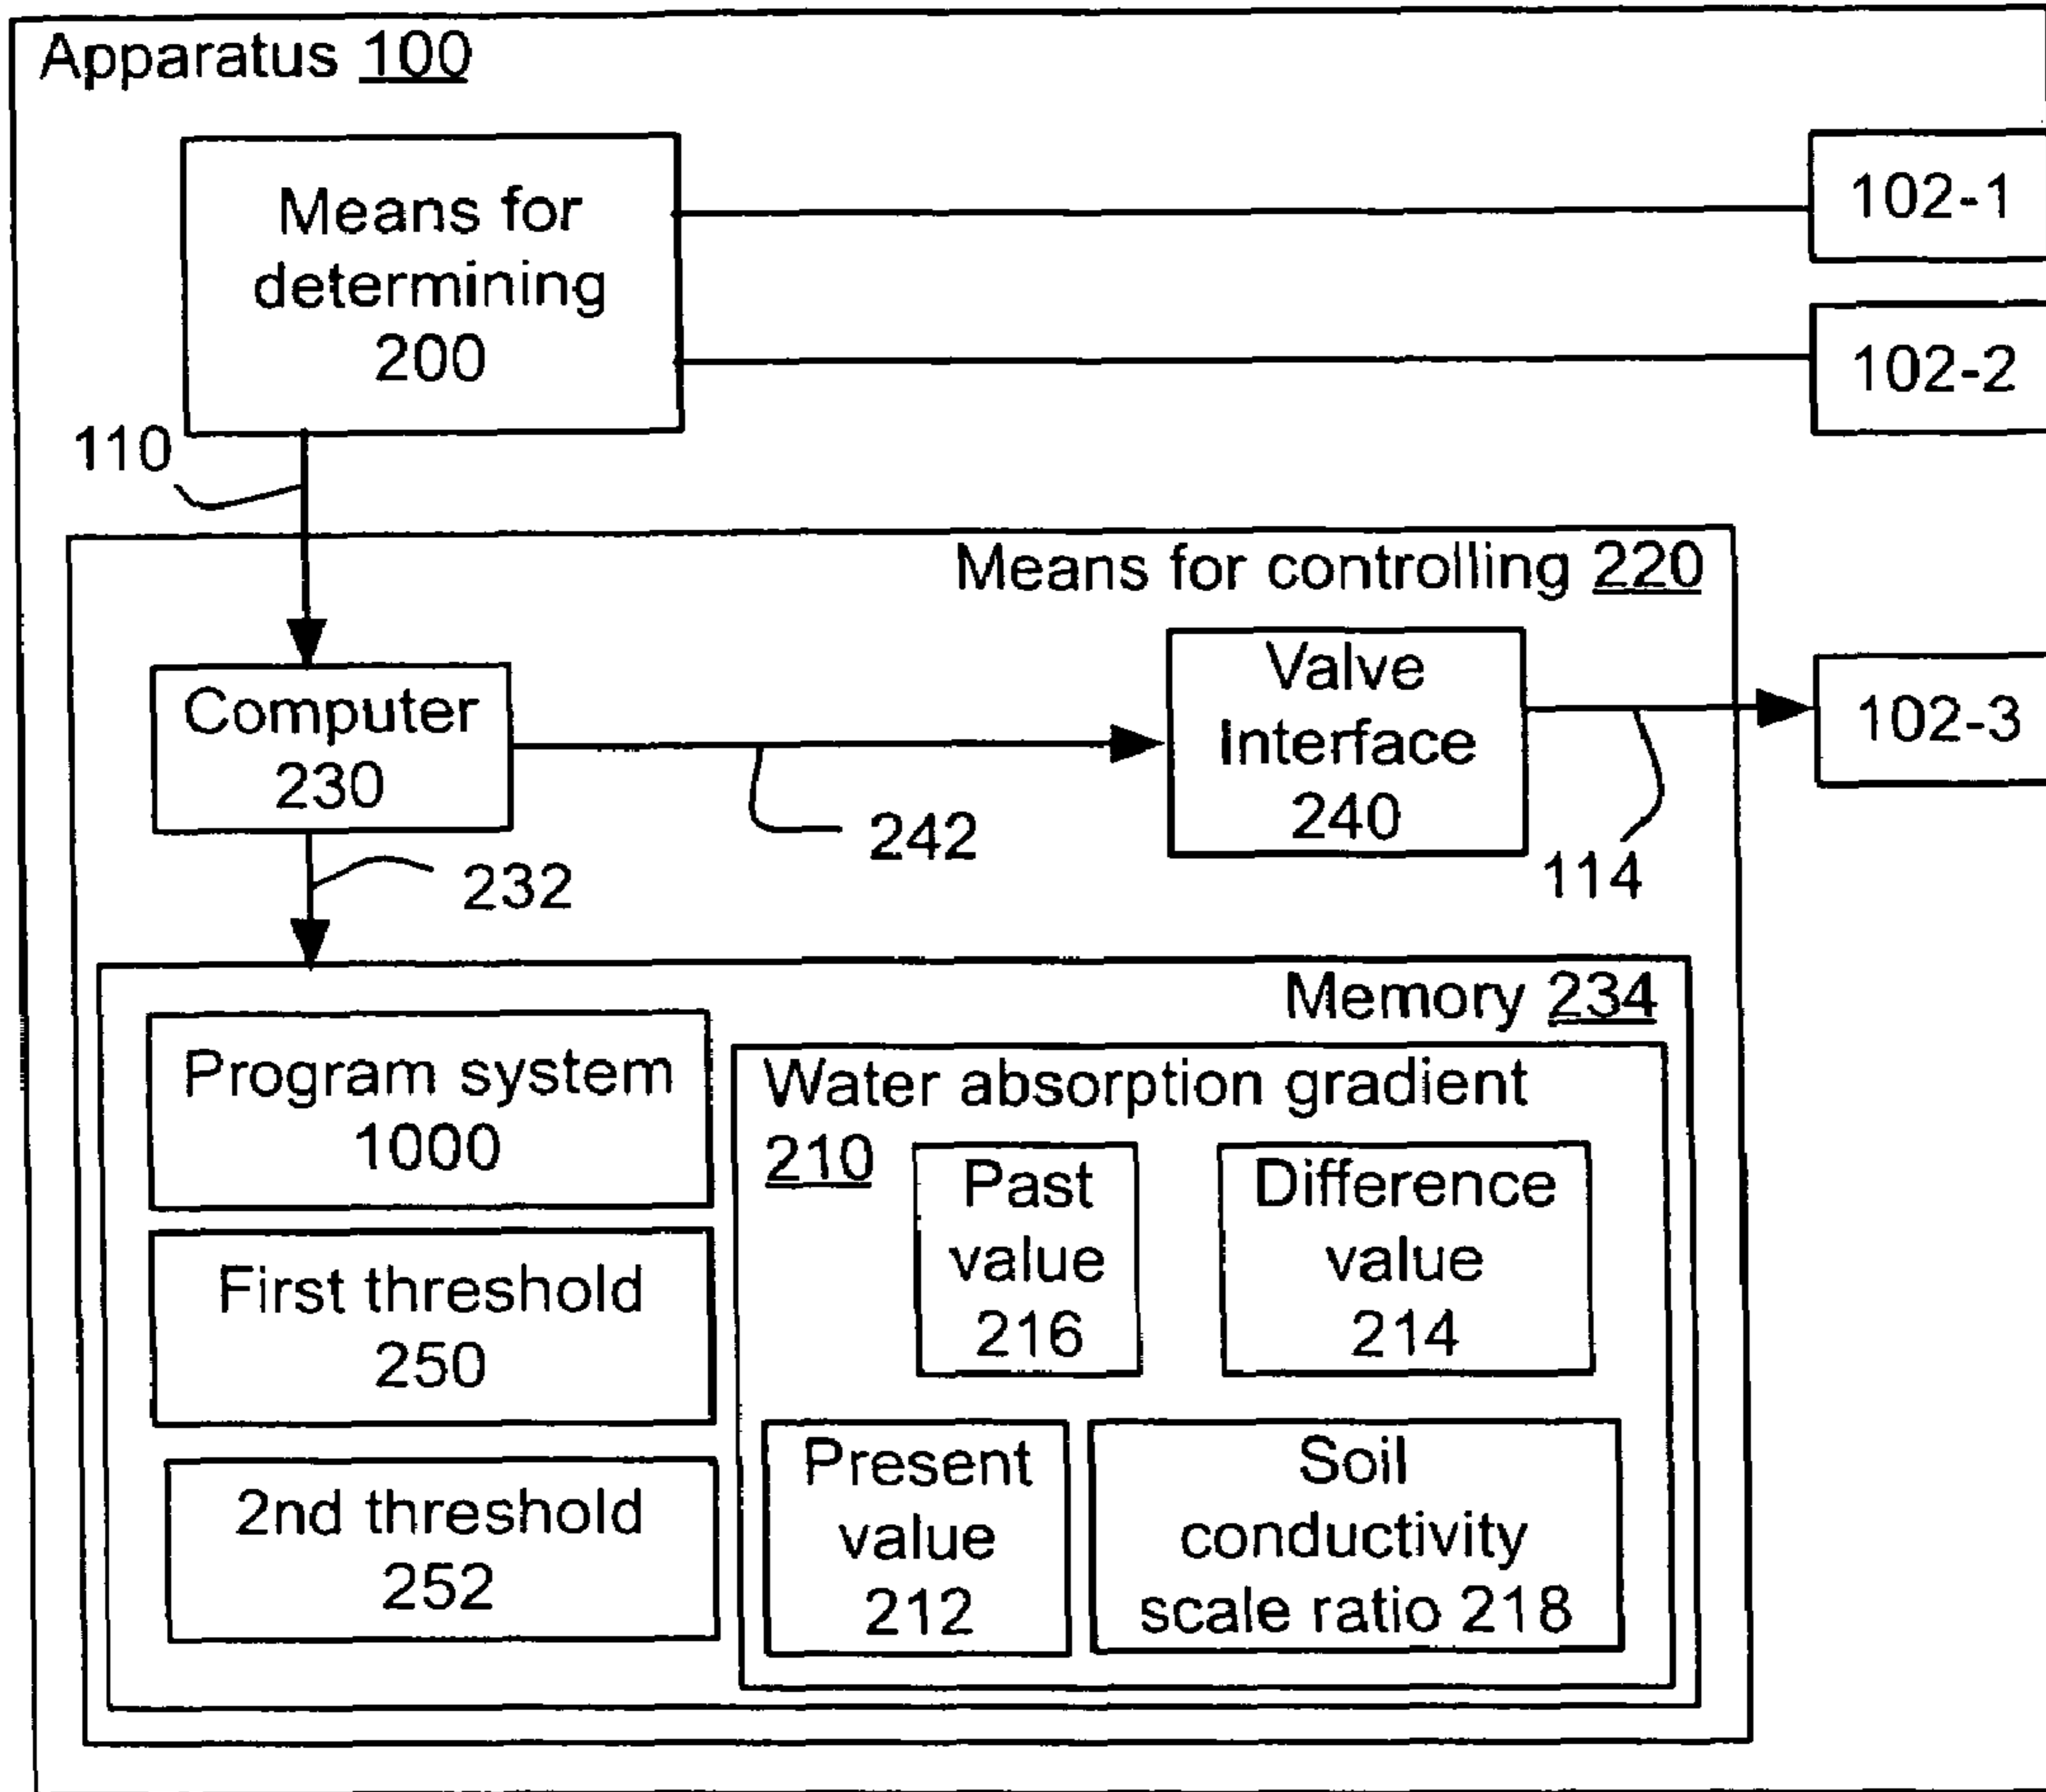 Apparatus 100
Means for
determining
200
102-1
102-2
110
Means for controlling 220
Computer
230
Valve
Interface
240
102-3
242
114
232
Memory 234
Program system
1000
First threshold
250
2nd threshold
252
Water absorption gradient
210
Past
value
216
Difference
value
214
Present
value
212
Soil
conductivity
scale ratio 218